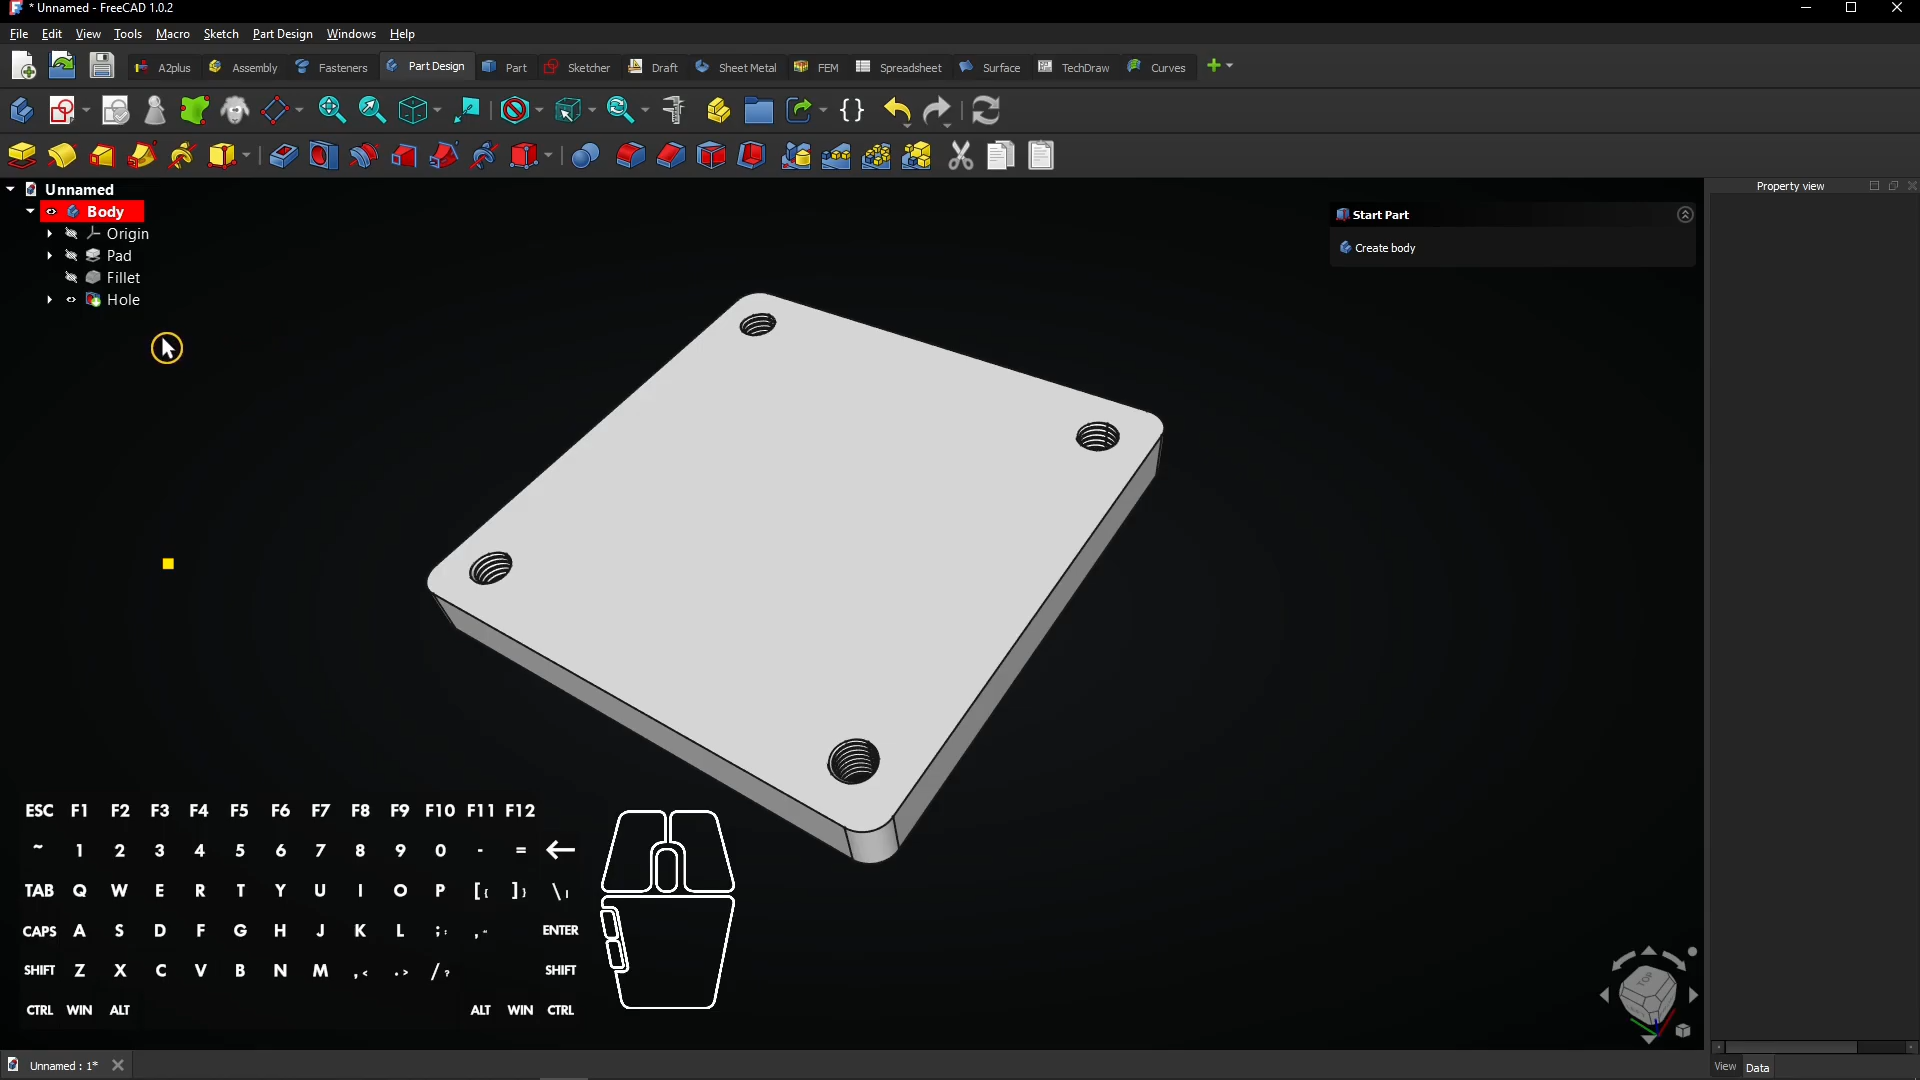 * Unnamed - FreeCAD 1.0.2
File Edit View Tools Macro Sketch Part Design Windows Help
A2plus Assembly Fasteners Part Design Part Sketcher Draft Sheet Metal FEM Spreadsheet Surface TechDraw Curves
Unnamed
Body
Origin
Pad
Fillet
Hole
Start Part
Create body
Property view
ESC F1 F2 F3 F4 F5 F6 F7 F8 F9 F10 F11 F12
~ 1 2 3 4 5 6 7 8 9 0 - =
TAB Q W E R T Y U I O P [{ ]} \|
CAPS A S D F G H J K L ;: ,"
ENTER
SHIFT Z X C V B N M ,< .> /? SHIFT
CTRL WIN ALT ALT WIN CTRL
TOP
Unnamed : 1*
View Data